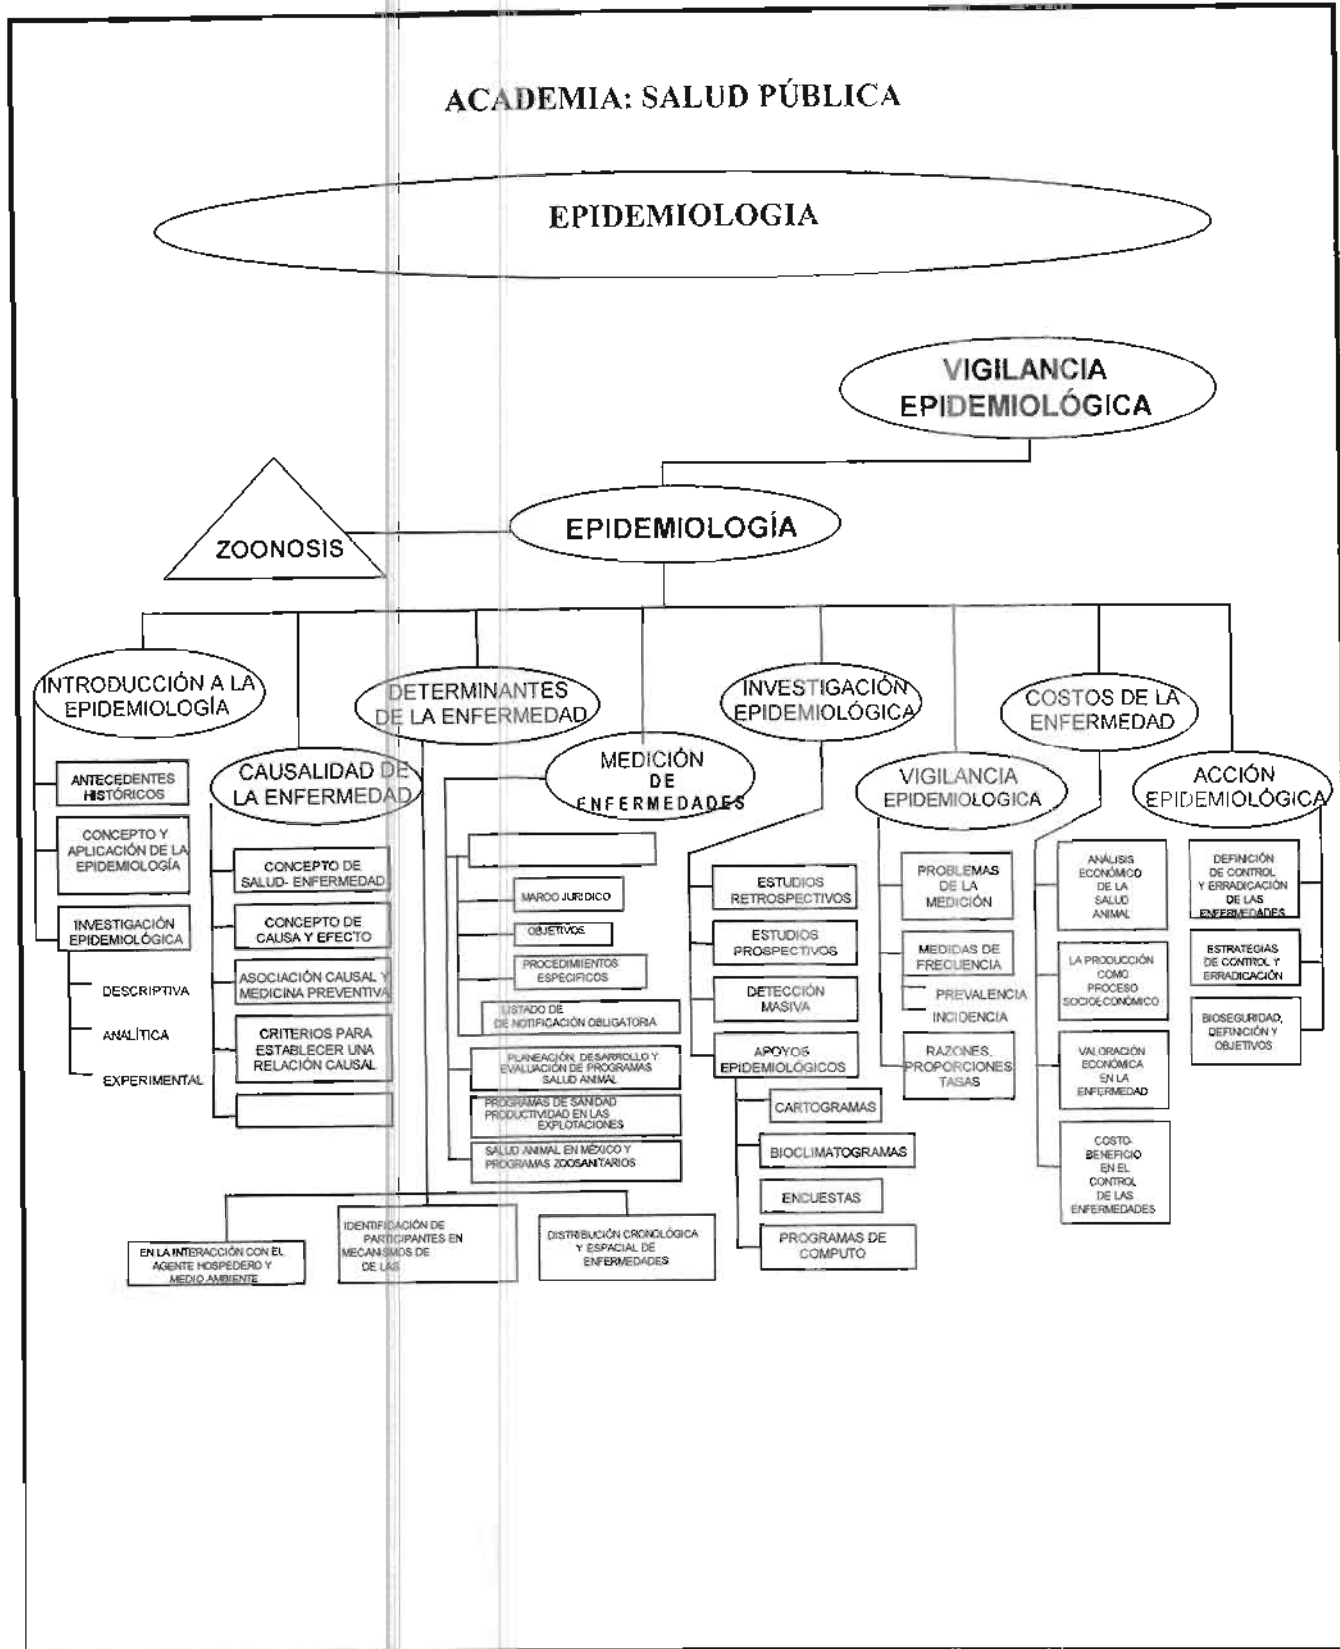 ACADEMIA: SALUD PÚBLICA
EPIDEMIOLOGIA
VIGILANCIA
EPIDEMIOLÓGICA
ZOONOSIS
EPIDEMIOLOGÍA
INTRODUCCIÓN A LA
EPIDEMIOLOGÍA
ANTECEDENTES
HISTÓRICOS
CONCEPTO Y
APLICACIÓN DE LA
EPIDEMIOLOGÍA
INVESTIGACIÓN
EPIDEMIOLÓGICA
DESCRIPTIVA
ANALÍTICA
EXPERIMENTAL
CAUSALIDAD DE
LA ENFERMEDAD
CONCEPTO DE
SALUD- ENFERMEDAD
CONCEPTO DE
CAUSA Y EFECTO
ASOCIACIÓN CAUSAL Y
MEDICINA PREVENTIVA
CRITERIOS PARA
ESTABLECER UNA
RELACIÓN CAUSAL
DETERMINANTES
DE LA ENFERMEDAD
EN LA INTERACCIÓN CON EL
AGENTE HOSPEDERO Y
MEDIO AMBIENTE
IDENTIFICACIÓN DE
PARTICIPANTES EN
MECANISMOS DE
DE LAS
DISTRIBUCIÓN CRONOLÓGICA
Y ESPACIAL DE
ENFERMEDADES
MEDICIÓN
DE
ENFERMEDADES
MARCO JURIDICO
OBJETIVOS
PROCEDIMIENTOS
ESPECIFICOS
LISTADO DE
DE NOTIFICACIÓN OBLIGATORIA
PLANEACIÓN, DESARROLLO Y
EVALUACIÓN DE PROGRAMAS
SALUD ANIMAL
PROGRAMAS DE SANIDAD
PRODUCTIVIDAD EN LAS
EXPLOTACIONES
SALUD ANIMAL EN MÉXICO Y
PROGRAMAS ZOOSANITARIOS
INVESTIGACIÓN
EPIDEMIOLÓGICA
ESTUDIOS
RETROSPECTIVOS
ESTUDIOS
PROSPECTIVOS
DETECCIÓN
MASIVA
APOYOS
EPIDEMIOLÓGICOS
CARTOGRAMAS
BIOCLIMATOGRAMAS
ENCUESTAS
PROGRAMAS DE
COMPUTO
VIGILANCIA
EPIDEMIOLOGICA
PROBLEMAS
DE LA
MEDICIÓN
MEDIDAS DE
FRECUENCIA
PREVALENCIA
INCIDENCIA
RAZONES,
PROPORCIONES
TASAS
COSTOS DE LA
ENFERMEDAD
ANÁLISIS
ECONÓMICO
DE LA
SALUD
ANIMAL
LA PRODUCCIÓN
COMO
PROCESO
SOCIOECONÓMICO
VALORACIÓN
ECONÓMICA
EN LA
ENFERMEDAD
COSTO-
BENEFICIO
EN EL
CONTROL
DE LAS
ENFERMEDADES
ACCIÓN
EPIDEMIOLÓGICA
DEFINICIÓN
DE CONTROL
Y ERRADICACIÓN
DE LAS
ENFERMEDADES
ESTRATEGIAS
DE CONTROL Y
ERRADICACIÓN
BIOSEGURIDAD,
DEFINICIÓN Y
OBJETIVOS